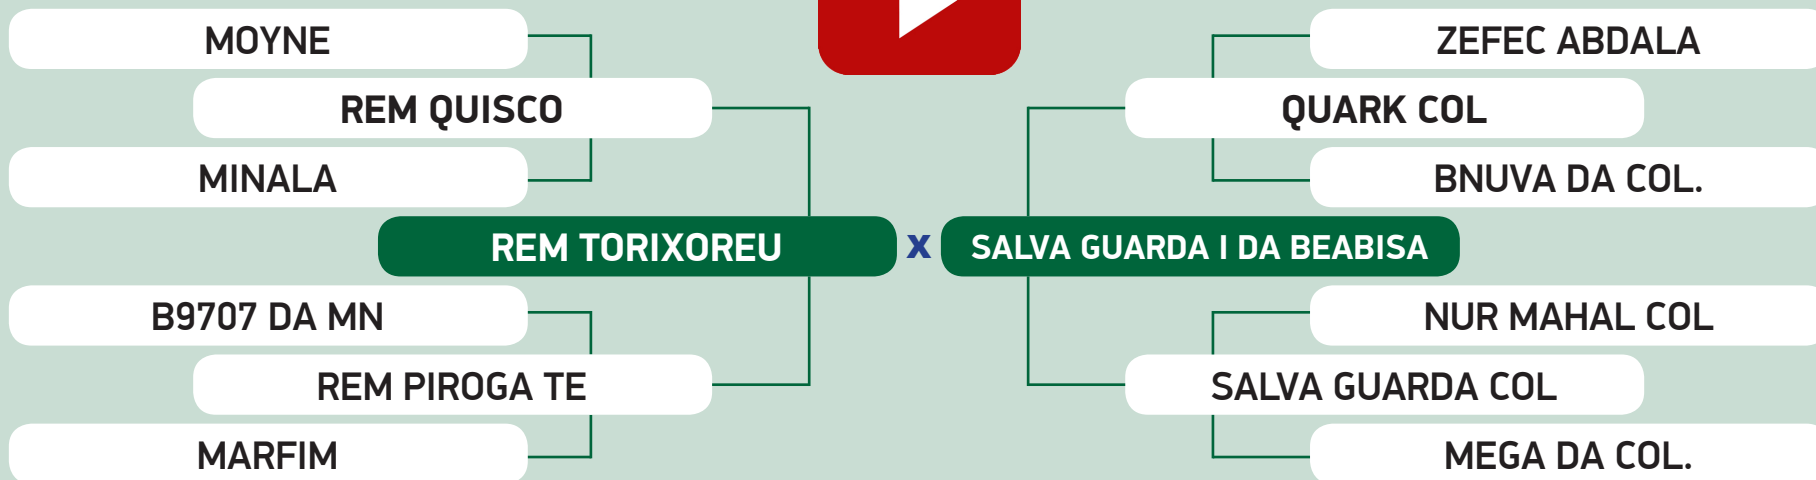 MOYNE
ZEFEC ABDALA
REM QUISCO
QUARK COL
MINALA
BNUVA DA COL.
REM TORIXOREU x SALVA GUARDA I DA BEABISA
B9707 DA MN
NUR MAHAL COL
REM PIROGA TE
SALVA GUARDA COL
MARFIM
MEGA DA COL.